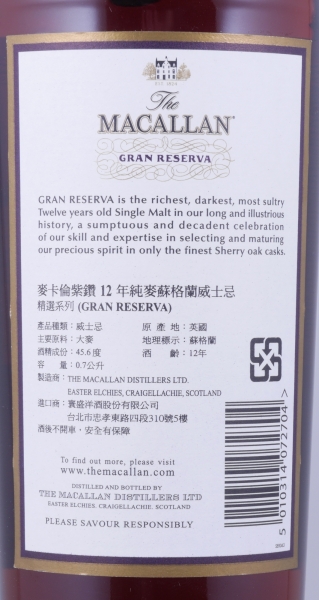 The
MACALLAN
GRAN RESERVA
GRAN RESERVA is the richest, darkest, most sultry
Twelve years old Single Malt in our long and illustrious
history, a sumptuous and decadent celebration
of our skill and expertise in selecting and maturing
our precious spirit in only the finest Sherry oak casks.
麥卡倫紫鑽 12 年純麥蘇格蘭威士忌
精選系列 (GRAN RESERVA)
產品種類：威士忌 原產地：英國
主要原料：大麥 地理標示：蘇格蘭
酒精：45.6度 酒齡：12年
容量：0.7公升
製造商：THE MACALLAN DISTILLERS LTD.
EASTER ELCHIES, CRAIGELLACHIE, SCOTLAND
進口商：寰盛洋酒股份有限公司
台北市忠孝東路四段310號5樓
酒後不開車，安全有保障
To find out more, please visit
www.themacallan.com
DISTILLED AND BOTTLED BY
THE MACALLAN DISTILLERS LTD
EASTER ELCHIES, CRAIGELLACHIE, SCOTLAND.
PLEASE SAVOUR RESPONSIBLY
5 010314 072704 >